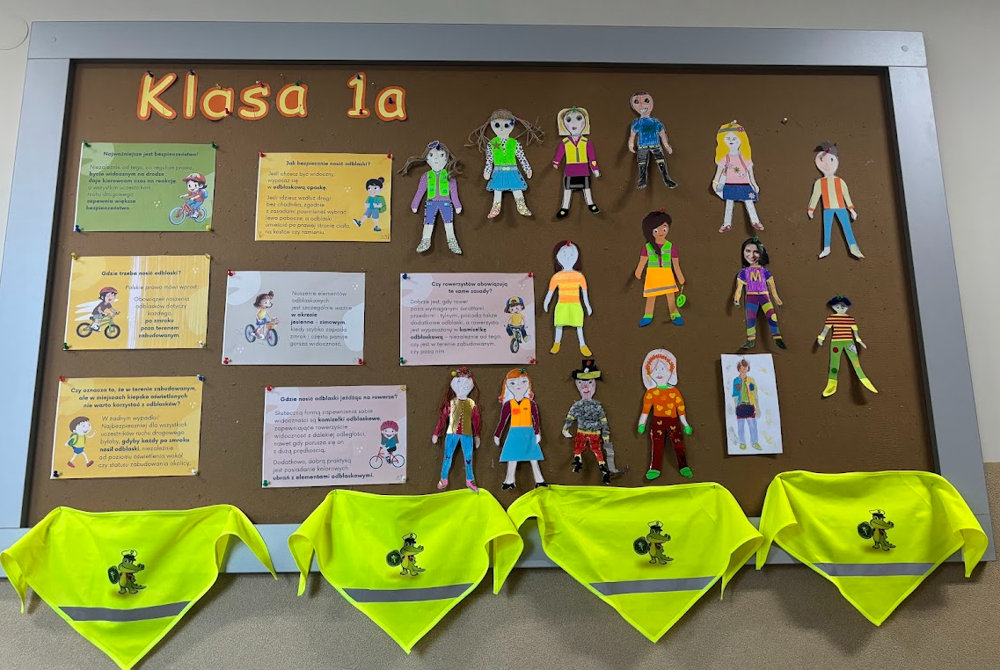 Klasa 1a
Najważniejsze jest bezpieczeństwo!
Niezależnie od tego, co reguluje prawo,
bycie widocznym na drodze
daje kierowcom czas na reakcję,
a wszystkim uczestnikom
ruchu drogowego
zapewnia większe
bezpieczeństwo.
Jak bezpiecznie nosić odblaski?
Jeśli chcesz być widoczny,
wyposaż się
w odblaskową opaskę.
Jeśli idziesz wzdłuż drogi
bez chodnika, zgodnie
z zasadami powinieneś wybrać
lewe pobocze, a odblaski
umieścić po prawej stronie ciała,
na kostce czy ramieniu.
Gdzie trzeba nosić odblaski?
Polskie prawo mówi wprost:
Obowiązek noszenia
odblasków dotyczy
każdego,
po zmroku
poza terenem
zabudowanym.
Noszenie elementów
odblaskowych
jest szczególnie ważne
w okresie
jesienno - zimowym,
kiedy szybko zapada
zmrok i często panuje
gorsza widoczność.
Czy rowerzystów obowiązują
te same zasady?
Dobrze jest, gdy rower
poza wymaganymi światłami
przednimi i tylnymi, posiada także
dodatkowe odblaski, a rowerzysta
jest wyposażony w kamizelkę
odblaskową – niezależnie od tego,
czy jest w terenie zabudowanym,
czy poza nim.
Czy oznacza to, że w terenie zabudowanym,
ale w miejscach kiepsko oświetlonych
nie warto korzystać z odblasków?
W żadnym wypadku!
Najbezpieczniej dla wszystkich
uczestników ruchu drogowego
byłaby, gdyby każdy po zmroku
nosił odblaski, niezależnie
od poziomu oświetlenia wokół
czy statusu zabudowania okolicy.
Gdzie nosić odblaski jeżdżąc na rowerze?
Skuteczną formą zapewnienia sobie
widoczności są kamizelki odblaskowe,
zapewniające rowerzyście
widoczność z dalekiej odległości,
nawet gdy porusza się on
z dużą prędkością.
Dodatkowo, dobrą praktyką
jest posiadanie kolorowych
ubrań z elementami odblaskowymi.
M